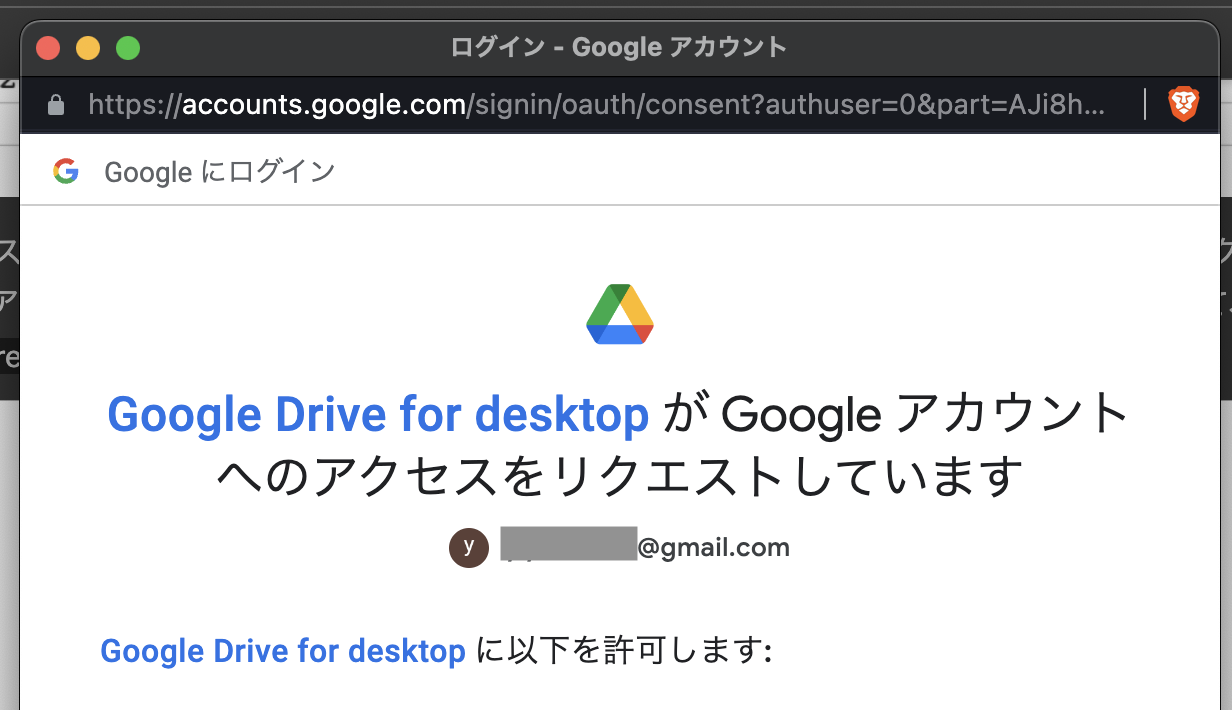 ログイン - Google アカウント
https://accounts.google.com/signin/oauth/consent?authuser=0&part=AJi8h...
Google にログイン
Google Drive for desktop が Google アカウント
へのアクセスをリクエストしています
y @gmail.com
Google Drive for desktop に以下を許可します: